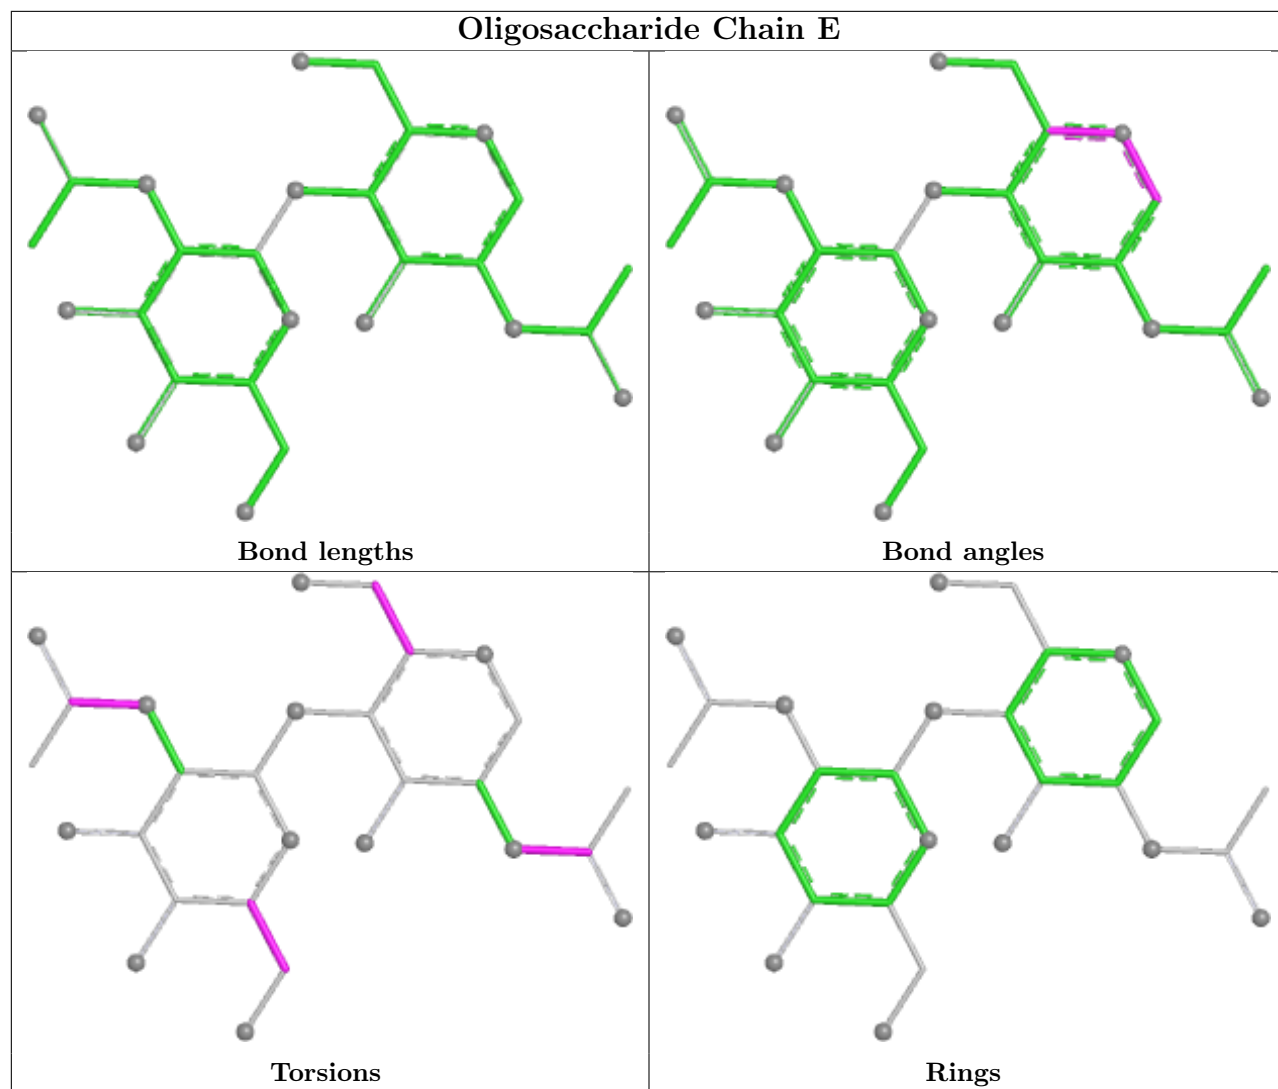 Oligosaccharide Chain E
Bond lengths
Bond angles
Torsions
Rings